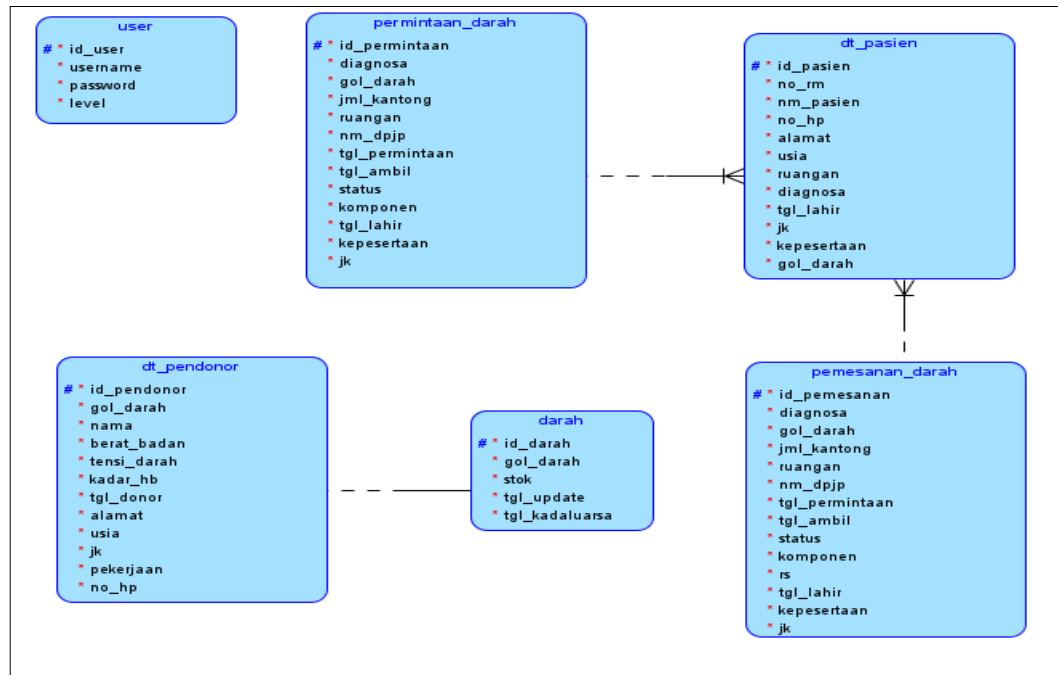 user
# * id_user
* username
* password
* level
permintaan_darah
# * id_permintaan
* diagnosa
* gol_darah
* jml_kantong
* ruangan
* nm_dpjp
* tgl_permintaan
* tgl_ambil
* status
* komponen
* tgl_lahir
* kepesertaan
* jk
dt_pasien
# * id_pasien
* no_rm
* nm_pasien
* no_hp
* alamat
* usia
* ruangan
* diagnosa
* tgl_lahir
* jk
* kepesertaan
* gol_darah
dt_pendonor
# * id_pendonor
* gol_darah
* nama
* berat_badan
* tensi_darah
* kadar_hb
* tgl_donor
* alamat
* usia
* jk
* pekerjaan
* no_hp
darah
# * id_darah
* gol_darah
* stok
* tgl_update
* tgl_kadaluarsa
pemesanan_darah
# * id_pemesanan
* diagnosa
* gol_darah
* jml_kantong
* ruangan
* nm_dpjp
* tgl_permintaan
* tgl_ambil
* status
* komponen
* rs
* tgl_lahir
* kepesertaan
* jk